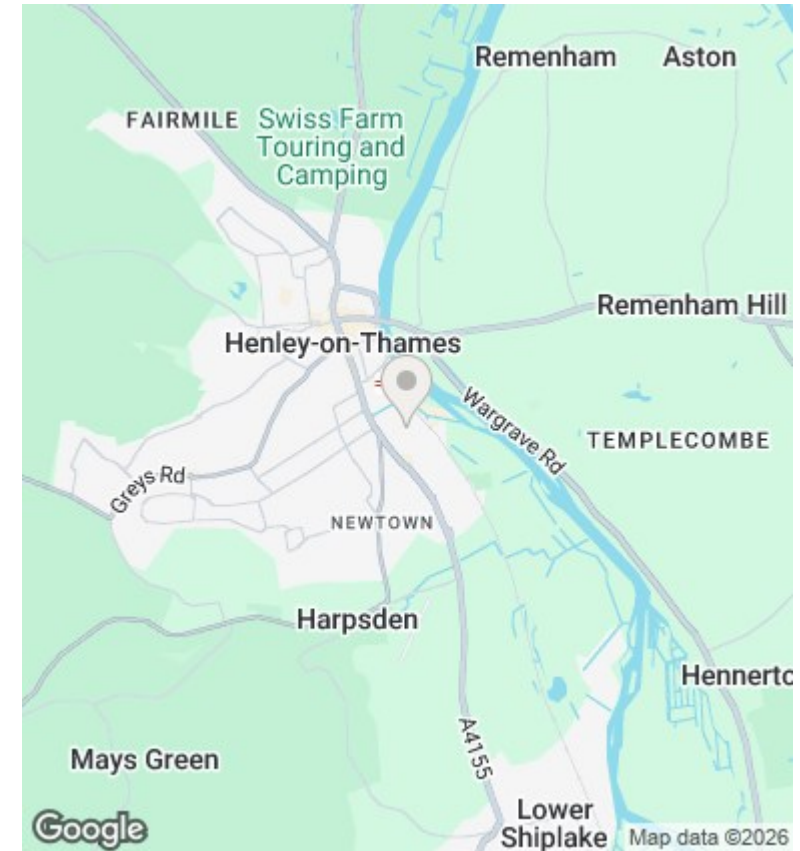 Remenham
Aston
FAIRMILE
Swiss Farm
Touring and
Camping
Remenham Hill
Henley-on-Thames
Wargrave Rd
TEMPLECOMBE
Greys Rd
NEWTOWN
Harpsden
Hennerto
A4155
Mays Green
Lower
Shiplake
Google
Map data ©2026